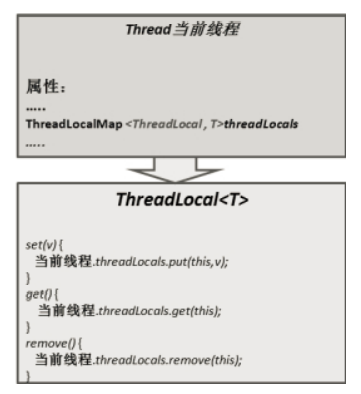 Thread当前线程
属性：
.....
ThreadLocalMap <ThreadLocal, T>threadLocals
.....
ThreadLocal<T>
set(v){
当前线程.threadLocals.put(this,v);
}
get(){
当前线程.threadLocals.get(this);
}
remove(){
当前线程.threadLocals.remove(this);
}